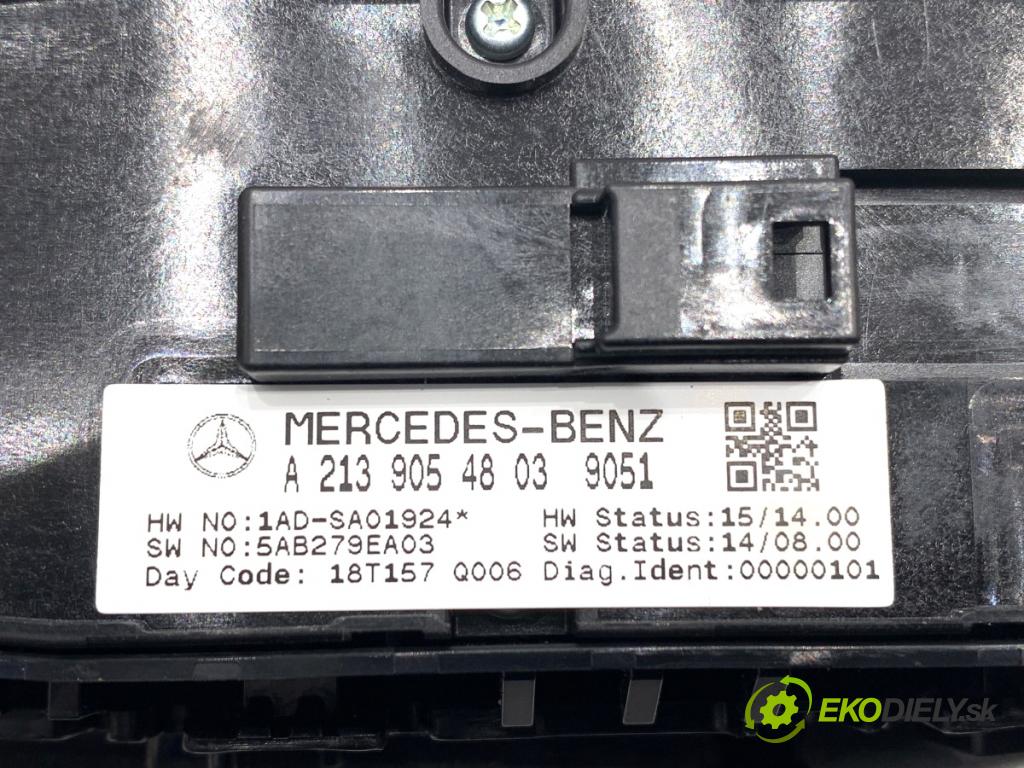 MERCEDES-BENZ
A 213 905 48 03 9051
HW NO:1AD-SA01924* HW Status:15/14.00
SW NO:5AB279EA03 SW Status:14/08.00
Day Code: 18T157 Q006 Diag.Ident:00000101
EKODIELY.sk